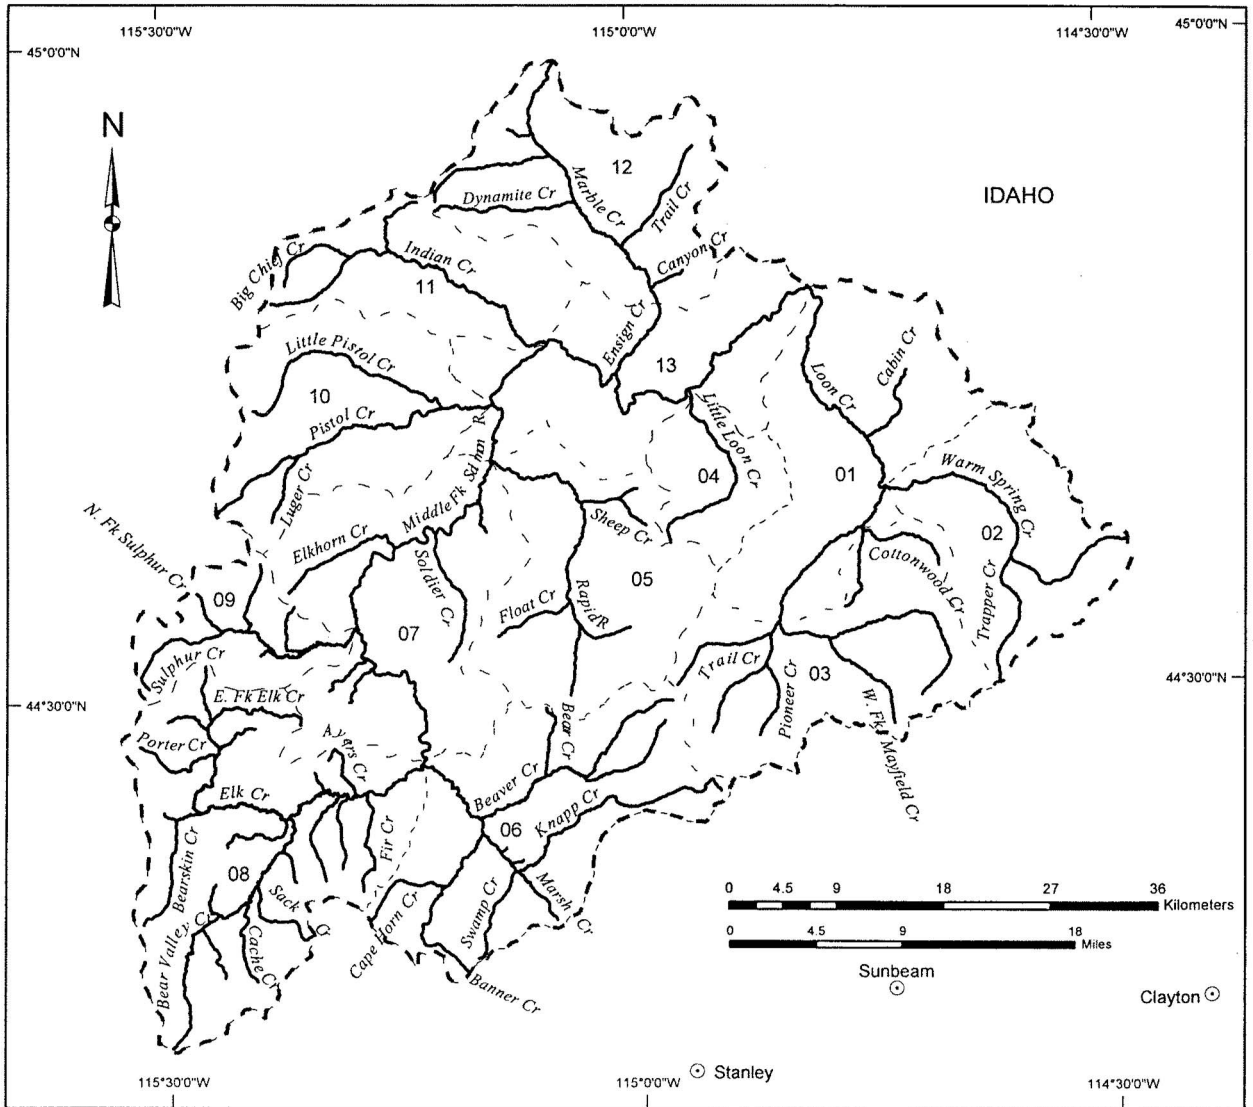 115°30'0"W
115°0'0"W
114°30'0"W
45°0'0"N
45°0'0"N
N
12
IDAHO
Marble Cr
Trail Cr
Dynamite Cr
Canyon Cr
Big Chief Cr
Indian Cr
11
Ensign Cr
13
Little Pistol Cr
Loon Cr
Cabin Cr
10
Pistol Cr
Little Loon Cr
04
01
Warm Spring Cr
Luger Cr
Middle Fk Salmon R
Sheep Cr
02
N. Fk Sulphur Cr
Elkhorn Cr
Soldier Cr
Cottonwood Cr
05
09
Float Cr
Rapid R
Trapper Cr
07
Sulphur Cr
Trail Cr
03
44°30'0"N
44°30'0"N
E. Fk Elk Cr
Pioneer Cr
W. Fk Mayfield Cr
Porter Cr
Ayers Cr
Bear Cr
Elk Cr
Beaver Cr
Knapp Cr
06
Bearskin Cr
Fir Cr
08
Sack Cr
Marsh Cr
Swamp Cr
Cape Horn Cr
Bear Valley Cr
Cache Cr
Banner Cr
0 4.5 9 18 27 36
Kilometers
0 4.5 9 18
Miles
Sunbeam
Clayton
Stanley
115°30'0"W
115°0'0"W
114°30'0"W